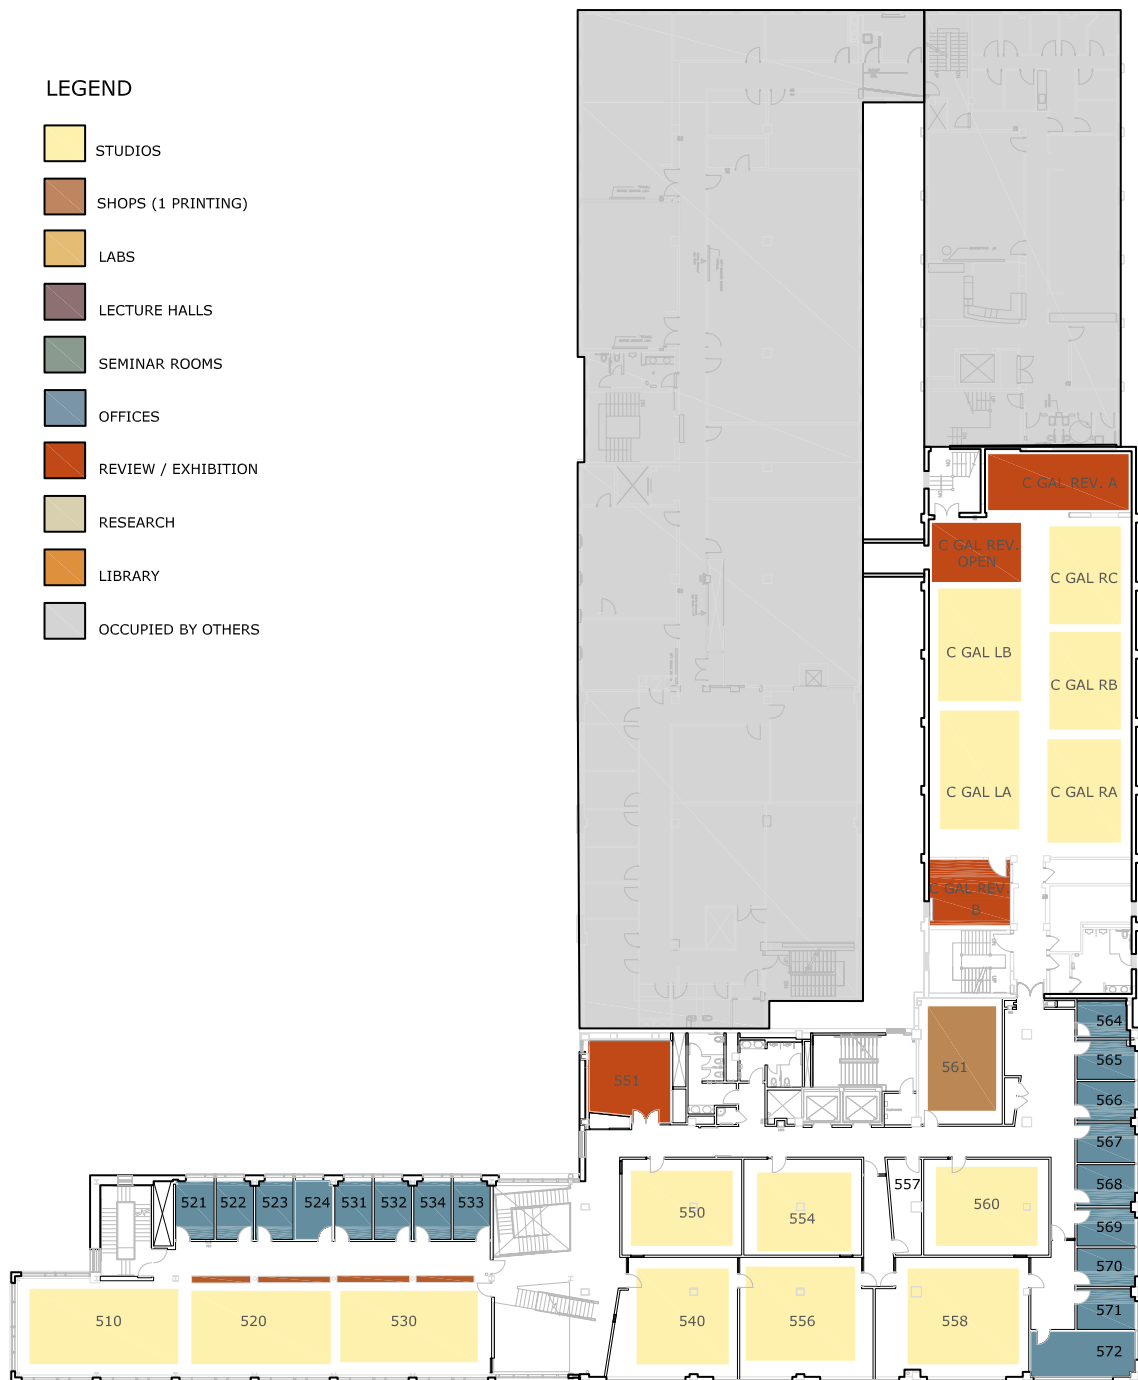 LEGEND
STUDIOS
SHOPS (1 PRINTING)
LABS
LECTURE HALLS
SEMINAR ROOMS
OFFICES
REVIEW / EXHIBITION
RESEARCH
LIBRARY
OCCUPIED BY OTHERS
C GAL REV. A
C GAL REV.
OPEN
C GAL RC
C GAL LB
C GAL RB
C GAL LA
C GAL RA
C GAL REV.
B
564
565
566
567
568
569
570
571
572
551
561
521
522
523
524
531
532
534
533
550
554
557
560
510
520
530
540
556
558